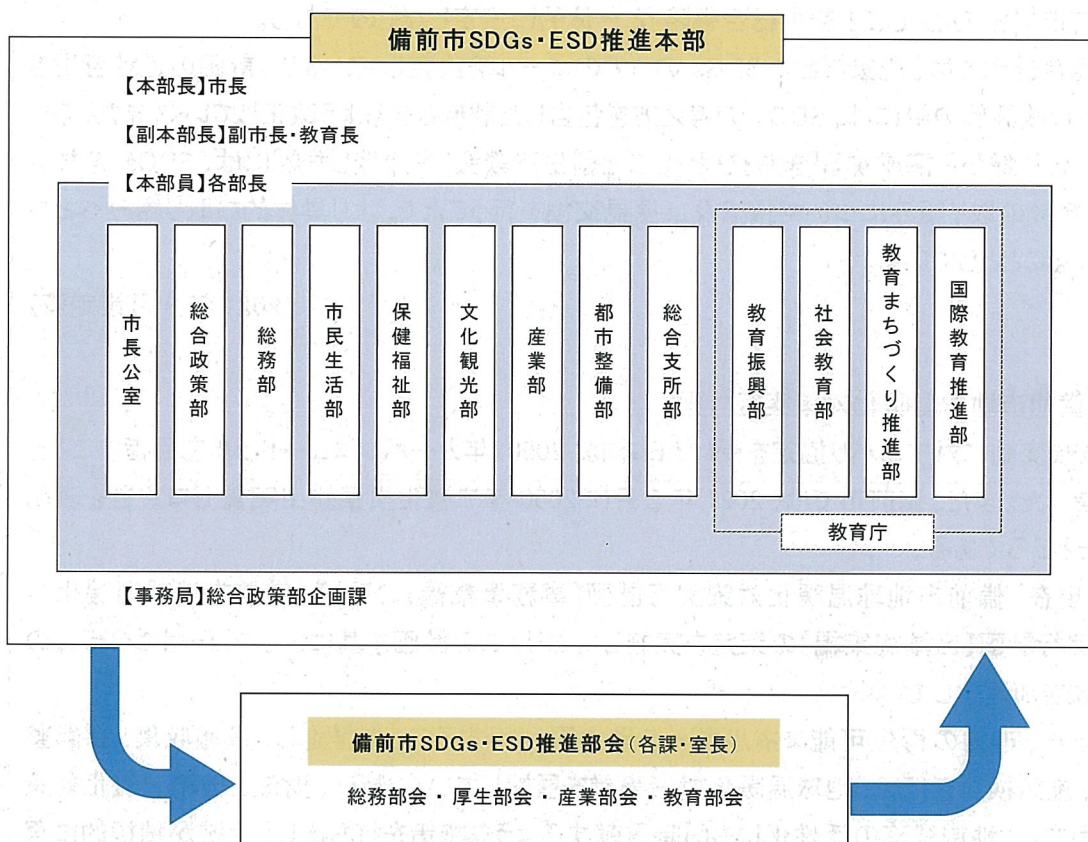 備前市SDGs・ESD推進本部
【本部長】市長
【副本部長】副市長・教育長
【本部員】各部長
市長公室
総合政策部
総務部
市民生活部
保健福祉部
文化観光部
産業部
都市整備部
総合支所部
教育振興部
社会教育部
教育まちづくり推進部
国際教育推進部
教育庁
【事務局】総合政策部企画課
備前市SDGs・ESD推進部会(各課・室長)
総務部会・厚生部会・産業部会・教育部会